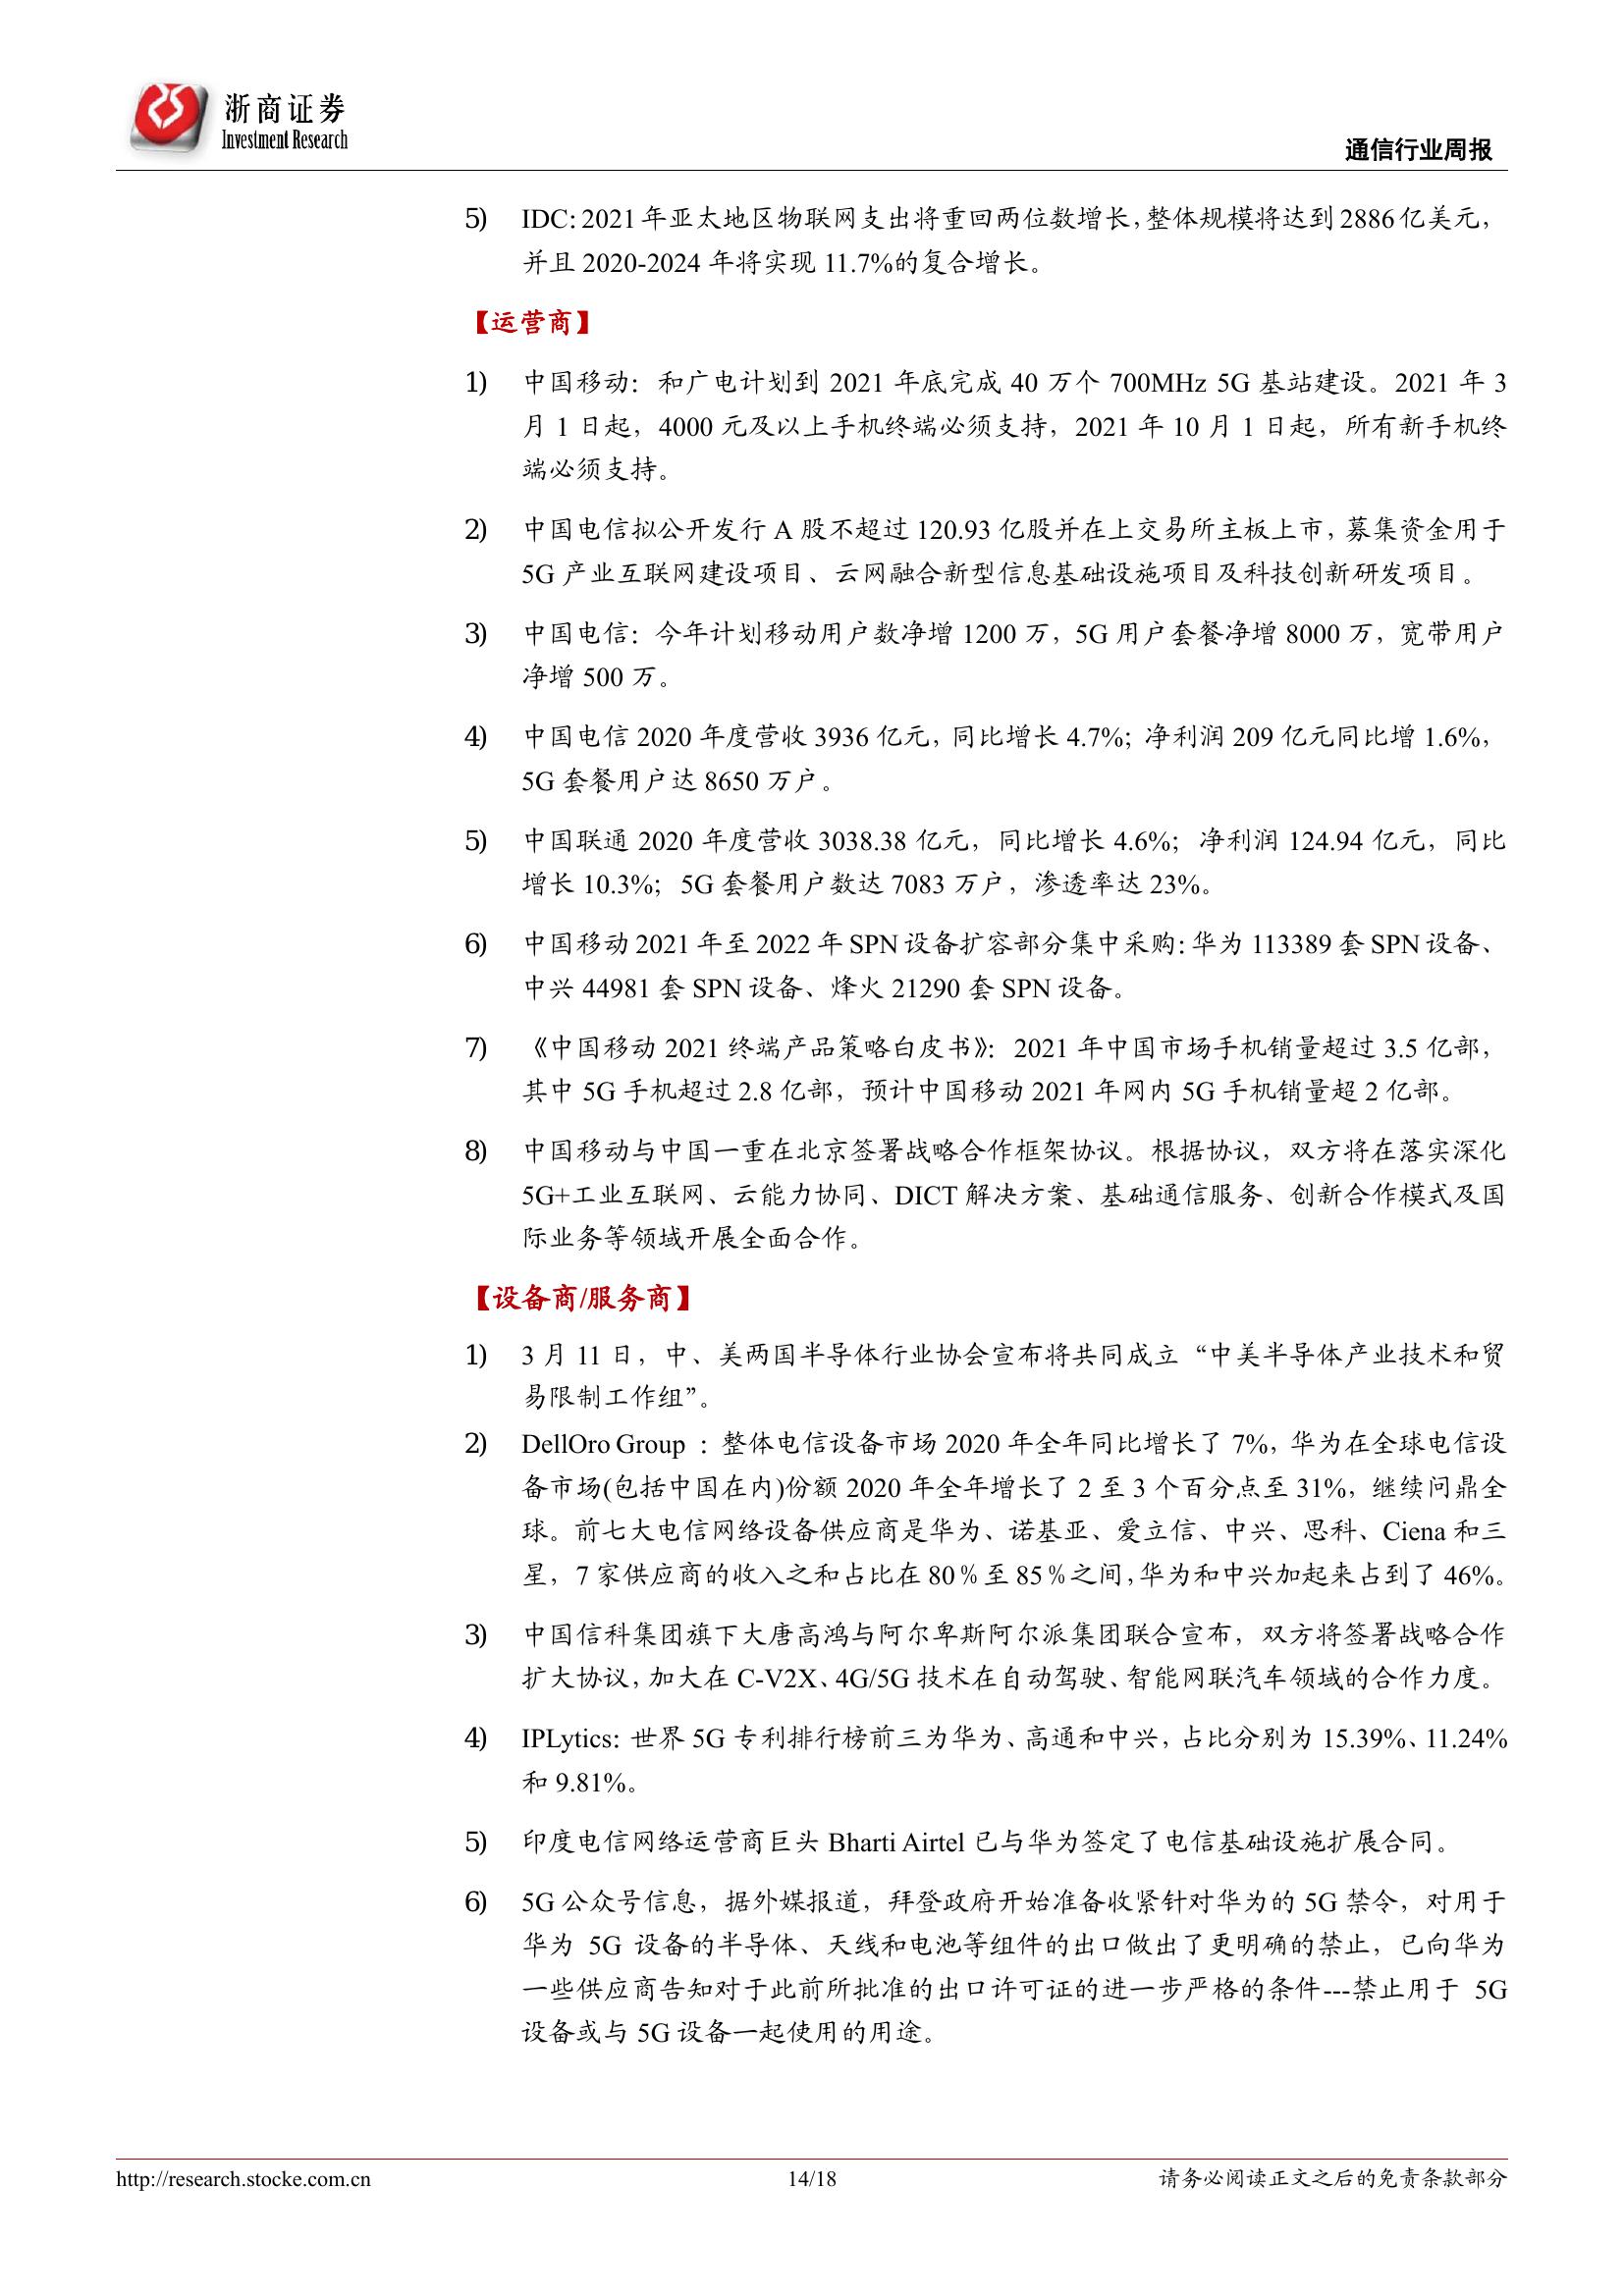 浙商证券
Investment Research
通信行业周报
5) IDC：2021 年亚太地区物联网支出将重回两位数增长，整体规模将达到 2886 亿美元，
并且 2020-2024 年将实现 11.7%的复合增长。
【运营商】
1) 中国移动：和广电计划到 2021 年底完成 40 万个 700MHz 5G 基站建设。2021 年 3
月 1 日起，4000 元及以上手机终端必须支持，2021 年 10 月 1 日起，所有新手机终
端必须支持。
2) 中国电信拟公开发行 A 股不超过 120.93 亿股并在上交易所主板上市，募集资金用于
5G 产业互联网建设项目、云网融合新型信息基础设施项目及科技创新研发项目。
3) 中国电信：今年计划移动用户数净增 1200 万，5G 用户套餐净增 8000 万，宽带用户
净增 500 万。
4) 中国电信 2020 年度营收 3936 亿元，同比增长 4.7%；净利润 209 亿元同比增 1.6%，
5G 套餐用户达 8650 万户。
5) 中国联通 2020 年度营收 3038.38 亿元，同比增长 4.6%；净利润 124.94 亿元，同比
增长 10.3%；5G 套餐用户数达 7083 万户，渗透率达 23%。
6) 中国移动 2021 年至 2022 年 SPN 设备扩容部分集中采购：华为 113389 套 SPN 设备、
中兴 44981 套 SPN 设备、烽火 21290 套 SPN 设备。
7) 《中国移动 2021 终端产品策略白皮书》：2021 年中国市场手机销量超过 3.5 亿部，
其中 5G 手机超过 2.8 亿部，预计中国移动 2021 年网内 5G 手机销量超 2 亿部。
8) 中国移动与中国一重在北京签署战略合作框架协议。根据协议，双方将在落实深化
5G+工业互联网、云能力协同、DICT 解决方案、基础通信服务、创新合作模式及国
际业务等领域开展全面合作。
【设备商/服务商】
1) 3 月 11 日，中、美两国半导体行业协会宣布将共同成立“中美半导体产业技术和贸
易限制工作组”。
2) DellOro Group ：整体电信设备市场 2020 年全年同比增长了 7%，华为在全球电信设
备市场(包括中国在内)份额 2020 年全年增长了 2 至 3 个百分点至 31%，继续问鼎全
球。前七大电信网络设备供应商是华为、诺基亚、爱立信、中兴、思科、Ciena 和三
星，7 家供应商的收入之和占比在 80％至 85％之间，华为和中兴加起来占到了 46%。
3) 中国信科集团旗下大唐高鸿与阿尔卑斯阿尔派集团联合宣布，双方将签署战略合作
扩大协议，加大在 C-V2X、4G/5G 技术在自动驾驶、智能网联汽车领域的合作力度。
4) IPLytics：世界 5G 专利排行榜前三为华为、高通和中兴，占比分别为 15.39%、11.24%
和 9.81%。
5) 印度电信网络运营商巨头 Bharti Airtel 已与华为签定了电信基础设施扩展合同。
6) 5G 公众号信息，据外媒报道，拜登政府开始准备收紧针对华为的 5G 禁令，对用于
华为 5G 设备的半导体、天线和电池等组件的出口做出了更明确的禁止，已向华为
一些供应商告知对于此前所批准的出口许可证的进一步严格的条件---禁止用于 5G
设备或与 5G 设备一起使用的用途。
http://research.stocke.com.cn 14/18 请务必阅读正文之后的免责条款部分